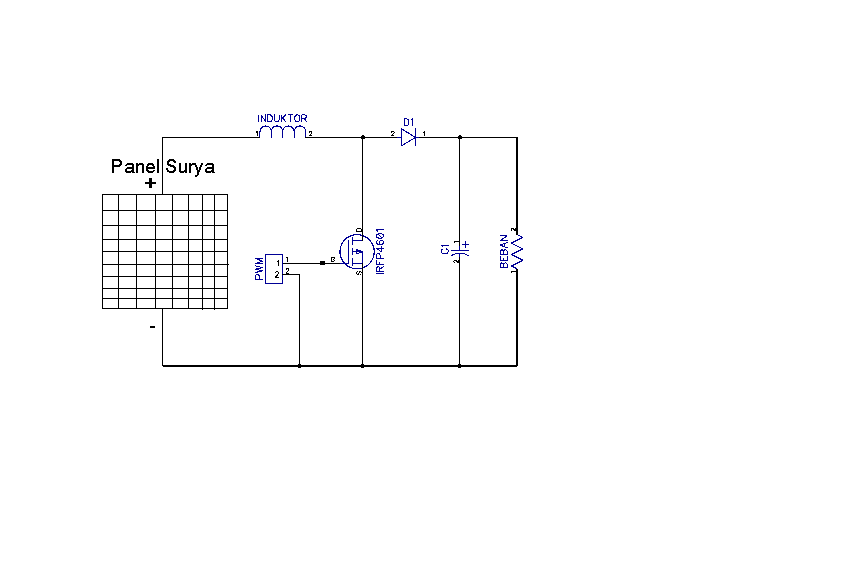 INDUKTOR
1
2
D1
2
1
Panel Surya
+
D
IRFP4601
G
S
PWM
1
2
1
2
C1
1
+
2
BEBAN
2
1
-